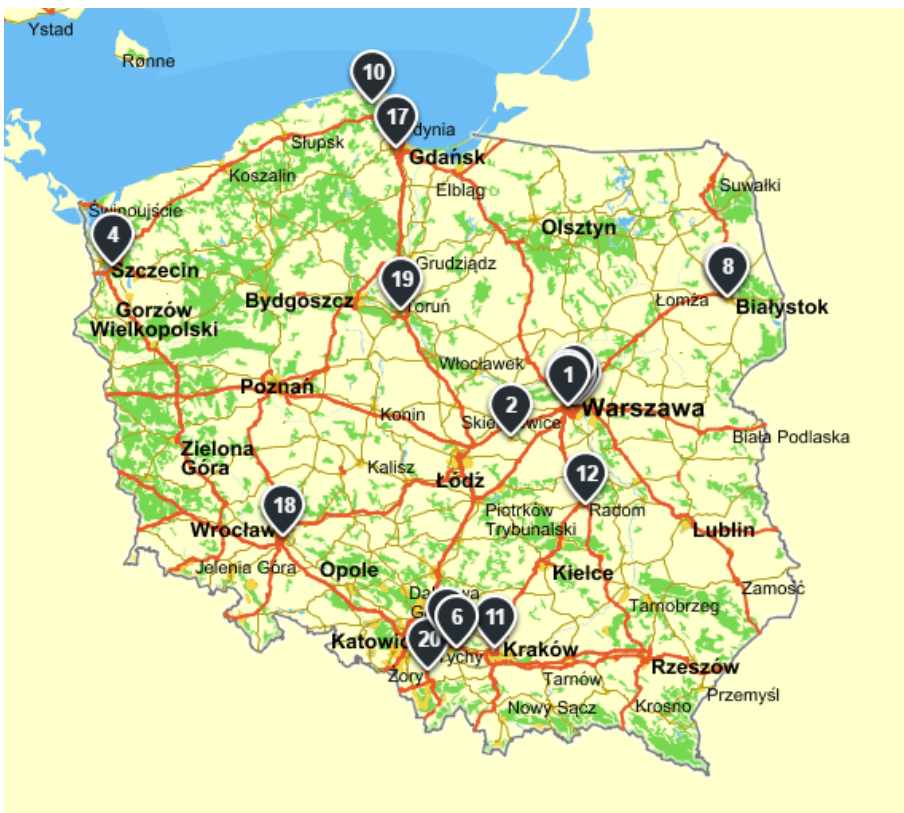 Ystad
Rønne
10
17
dynia
Słupsk
Gdańsk
Koszalin
Elbląg
Suwałki
Świnoujście
4
Olsztyn
Szczecin
Grudziądz
8
19
Łomża
Gorzów
Wielkopolski
Bydgoszcz
oruń
Białystok
Włocławek
1
Poznań
2
Warszawa
Konin
Skie
wice
Biała Podlaska
Zielona
Góra
Kalisz
Łódź
12
18
Piotrków
Trybunalski
Radom
Wrocław
Lublin
Jelenia Góra
Opole
Kielce
Zamość
Tarnobrzeg
6
11
20
Katowic
Kraków
ychy
Rzeszów
Żory
Tarnów
Przemyśl
Nowy Sącz
Krosno